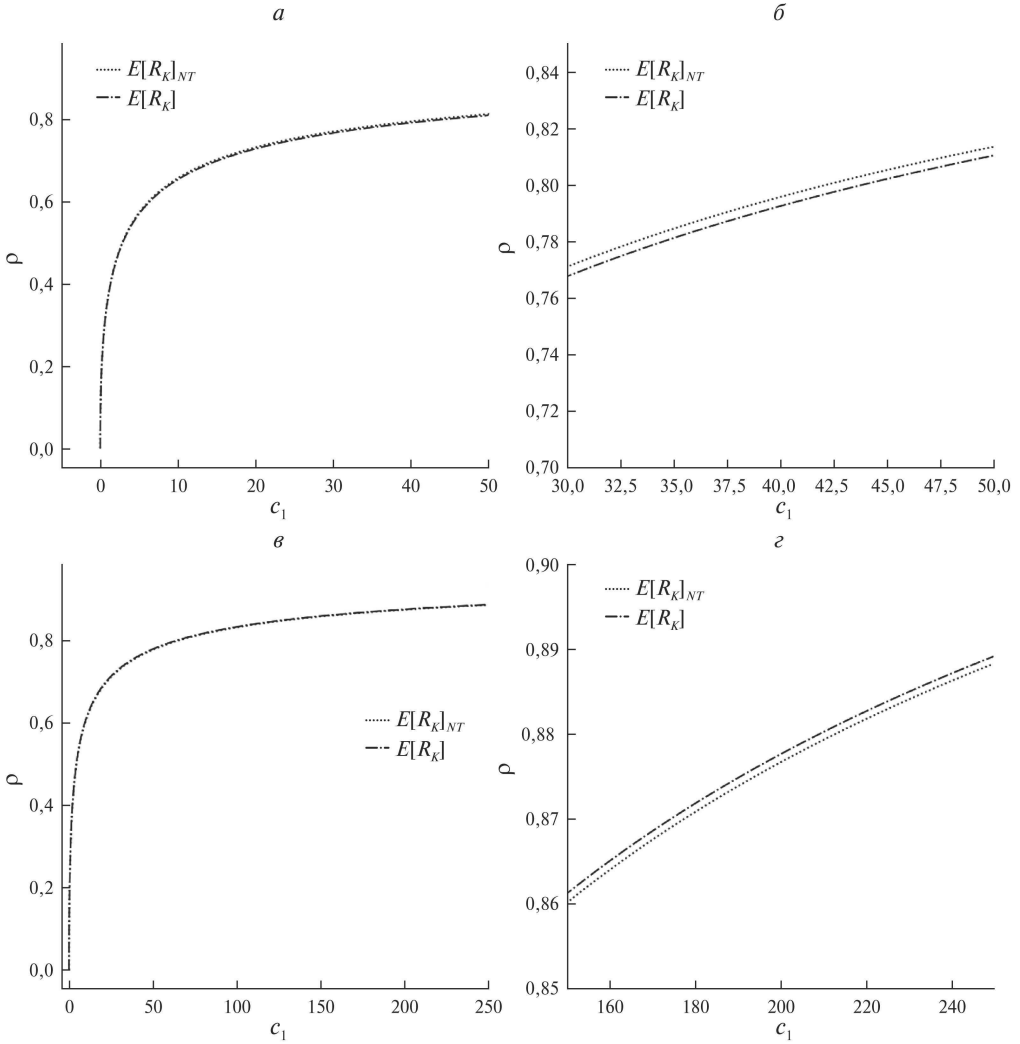 а
E[R_K]_NT
E[R_K]
0,8
0,6
0,4
0,2
0,0
ρ
0 10 20 30 40 50
c_1
б
0,84
0,82
0,80
0,78
0,76
0,74
0,72
0,70
E[R_K]_NT
E[R_K]
ρ
30,0 32,5 35,0 37,5 40,0 42,5 45,0 47,5 50,0
c_1
в
0,8
0,6
0,4
0,2
0,0
E[R_K]_NT
E[R_K]
ρ
0 50 100 150 200 250
c_1
г
0,90
0,89
0,88
0,87
0,86
0,85
E[R_K]_NT
E[R_K]
ρ
160 180 200 220 240
c_1